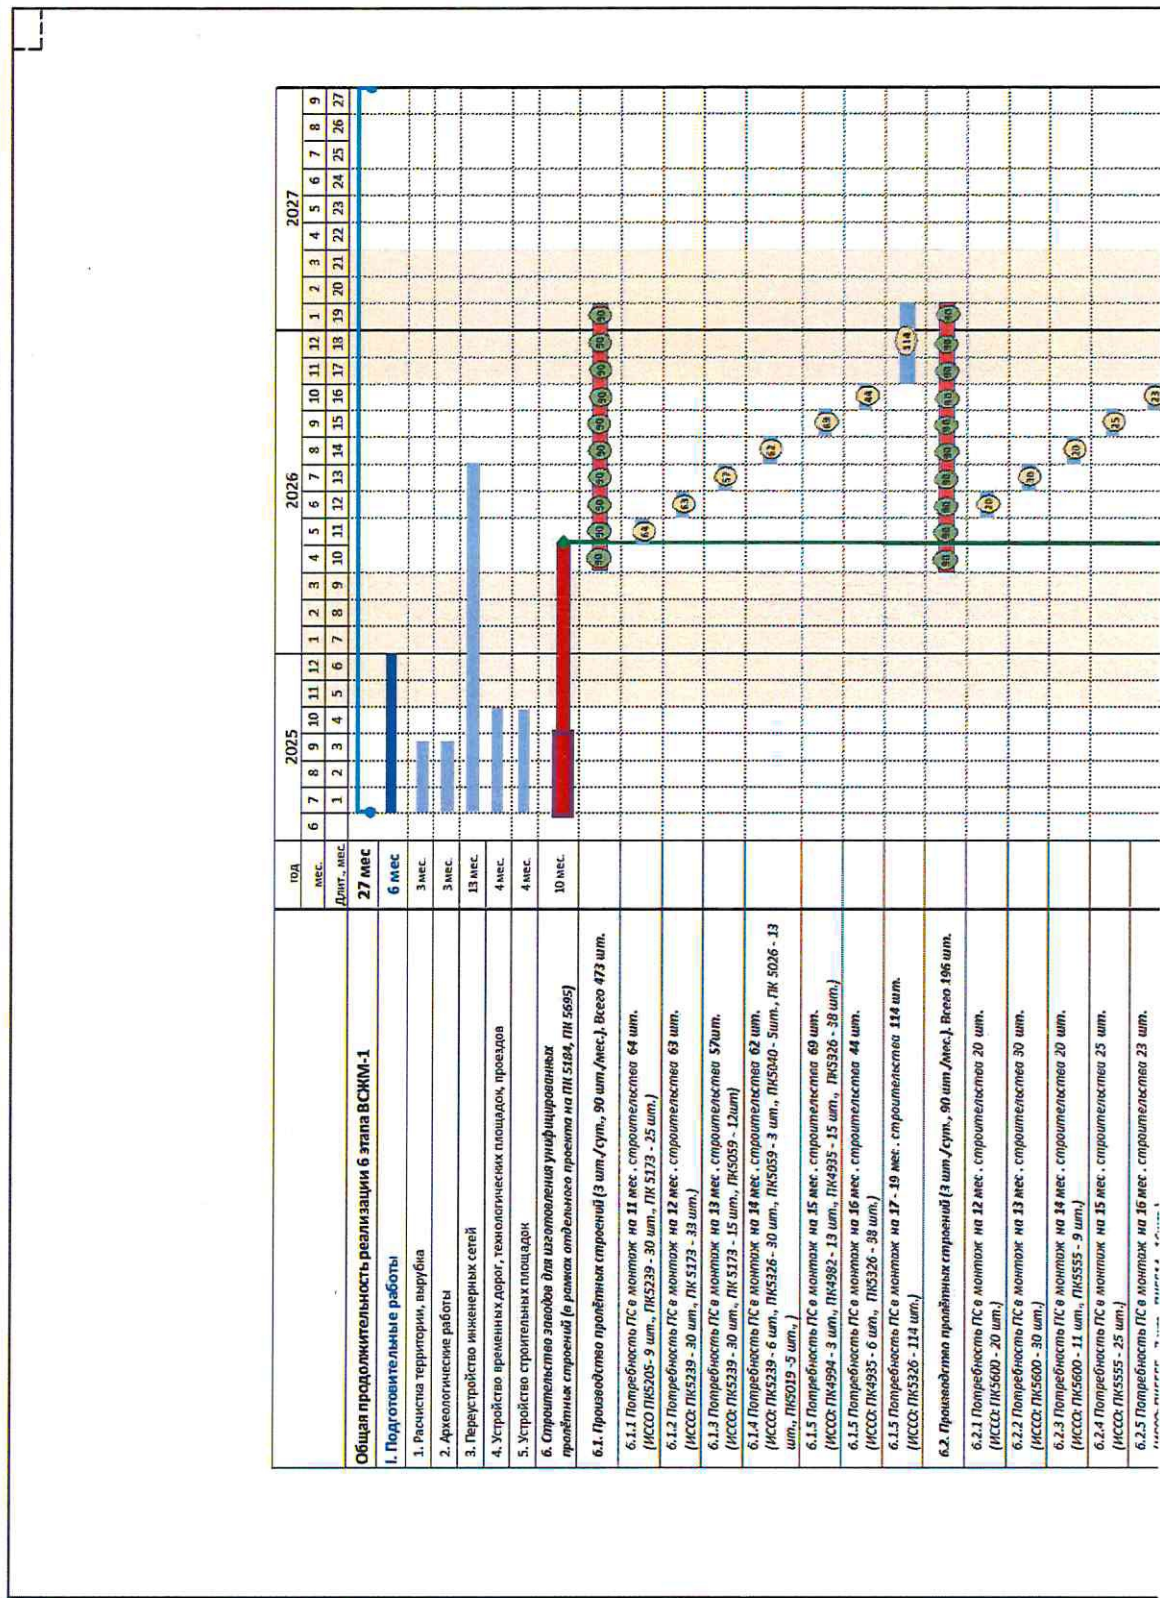 год 2025 2026 2027
мес. 6 7 8 9 10 11 12 1 2 3 4 5 6 7 8 9 10 11 12 1 2 3 4 5 6 7 8 9
Длит., мес. 1 2 3 4 5 6 7 8 9 10 11 12 13 14 15 16 17 18 19 20 21 22 23 24 25 26 27
Общая продолжительность реализации 6 этапа ВСЖМ-1 27 мес
I. Подготовительные работы 6 мес
1. Расчистка территории, вырубка 3 мес.
2. Археологические работы 3 мес.
3. Переустройство инженерных сетей 13 мес.
4. Устройство временных дорог, технологических площадок, проездов 4 мес.
5. Устройство строительных площадок 4 мес.
6. Строительство заводов для изготовления унифицированных
пролётных строений (в рамках отдельного проекта на ПК 5184, ПК 5695) 10 мес.
6.1. Производство пролётных строений (3 шт./сут., 90 шт./мес.). Всего 473 шт. 90 90 90 90 90 90 90 90 90 90
6.1.1 Потребность ПС в монтаж на 11 мес. строительства 64 шт. 64
(ИССО ПК5205- 9 шт., ПК5239 - 30 шт., ПК 5173 - 25 шт.)
6.1.2 Потребность ПС в монтаж на 12 мес. строительства 63 шт. 63
(ИССО: ПК5239 - 30 шт., ПК 5173 - 33 шт.)
6.1.3 Потребность ПС в монтаж на 13 мес. строительства 57шт. 57
(ИССО: ПК5239 - 30 шт., ПК 5173 - 15 шт., ПК5059 - 12шт)
6.1.4 Потребность ПС в монтаж на 14 мес. строительства 62 шт. 62
(ИССО: ПК5239 - 6 шт., ПК5326 - 30 шт., ПК5059 - 3 шт., ПК5040 - 5шт., ПК 5026 - 13
шт., ПК5019 -5 шт., )
6.1.5 Потребность ПС в монтаж на 15 мес. строительства 69 шт. 69
(ИССО: ПК4994 - 3 шт., ПК4982 - 13 шт., ПК4935 - 15 шт., ПК5326 - 38 шт.)
6.1.5 Потребность ПС в монтаж на 16 мес. строительства 44 шт. 44
(ИССО: ПК4935 - 6 шт., ПК5326 - 38 шт.)
6.1.5 Потребность ПС в монтаж на 17 - 19 мес. строительства 114 шт. 114
(ИССО: ПК5326 - 114 шт.)
6.2. Производство пролётных строений (3 шт./сут., 90 шт./мес.). Всего 196 шт. 90 90 90 90 90 90 90 90 90 90
6.2.1 Потребность ПС в монтаж на 12 мес. строительства 20 шт. 20
(ИССО: ПК5600 - 20 шт.)
6.2.2 Потребность ПС в монтаж на 13 мес. строительства 30 шт. 30
(ИССО: ПК5600 - 30 шт.)
6.2.3 Потребность ПС в монтаж на 14 мес. строительства 20 шт. 20
(ИССО: ПК5600 - 11 шт., ПК5555 - 9 шт.)
6.2.4 Потребность ПС в монтаж на 15 мес. строительства 25 шт. 25
(ИССО: ПК5555 - 25 шт.)
6.2.5 Потребность ПС в монтаж на 16 мес. строительства 23 шт. 23